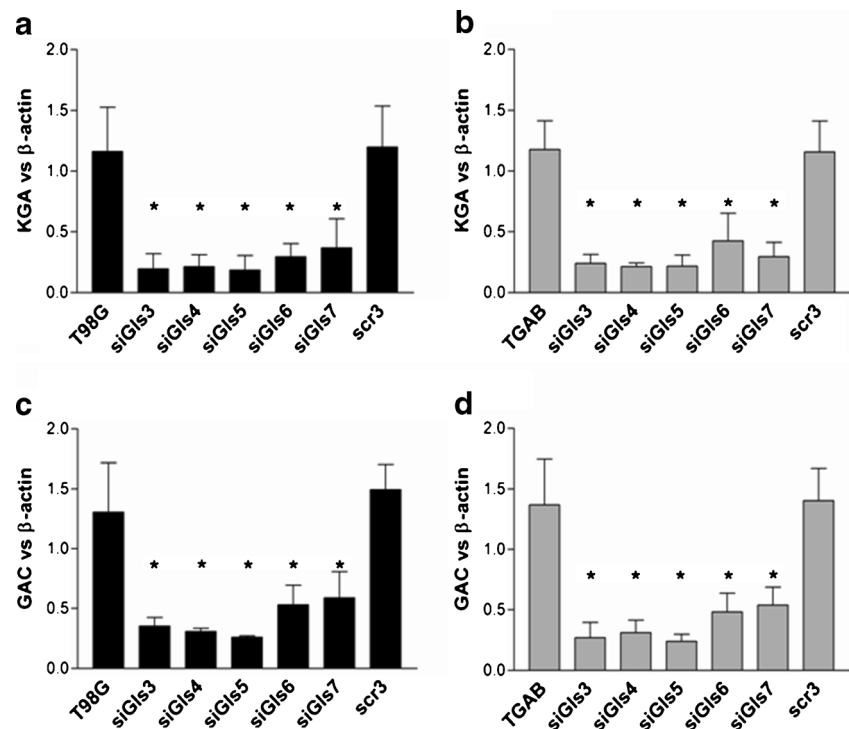 a
KGA vs β-actin
2.0
1.5
1.0
0.5
0.0
* * * * *
T98G siGls3 siGls4 siGls5 siGls6 siGls7 scr3
b
KGA vs β-actin
2.0
1.5
1.0
0.5
0.0
* * * * *
TGAB siGls3 siGls4 siGls5 siGls6 siGls7 scr3
c
GAC vs β-actin
2.0
1.5
1.0
0.5
0.0
* * * * *
T98G siGls3 siGls4 siGls5 siGls6 siGls7 scr3
d
GAC vs β-actin
2.0
1.5
1.0
0.5
0.0
* * * * *
TGAB siGls3 siGls4 siGls5 siGls6 siGls7 scr3